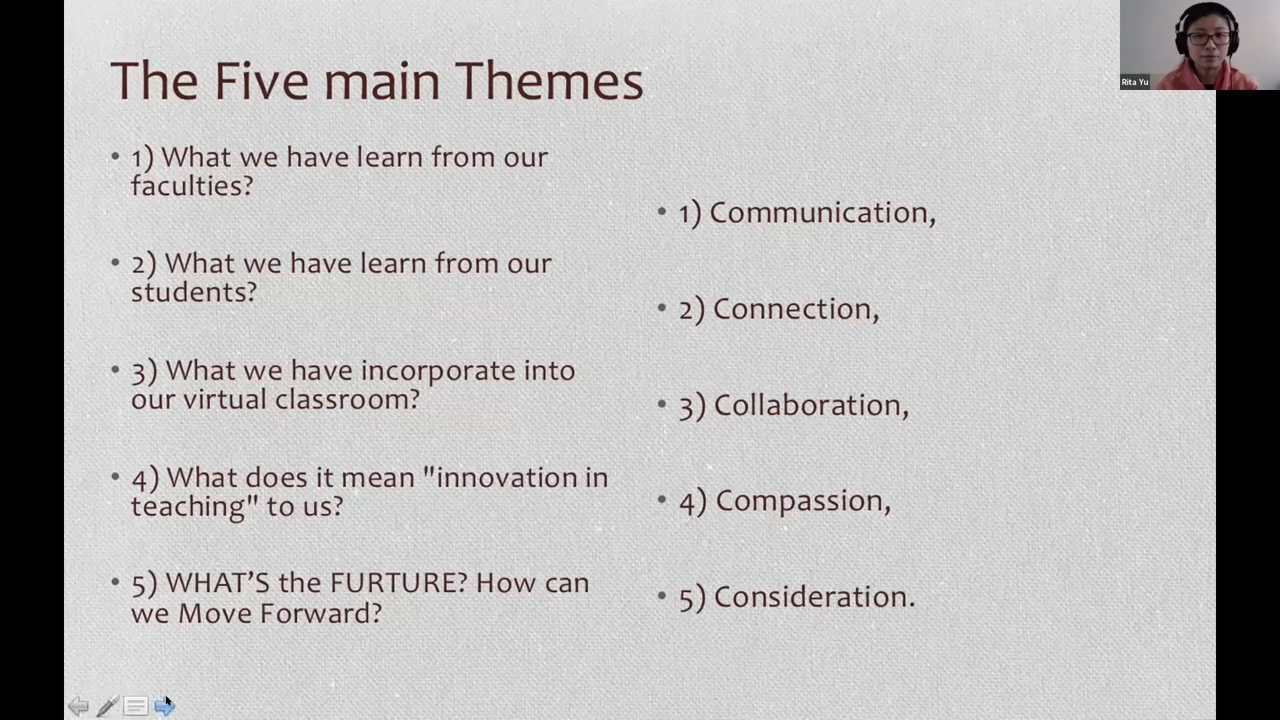 The Five main Themes
• 1) What we have learn from our
faculties?
• 2) What we have learn from our
students?
• 3) What we have incorporate into
our virtual classroom?
• 4) What does it mean "innovation in
teaching" to us?
• 5) WHAT’S the FURTURE? How can
we Move Forward?
• 1) Communication,
• 2) Connection,
• 3) Collaboration,
• 4) Compassion,
• 5) Consideration.
Rita Yu